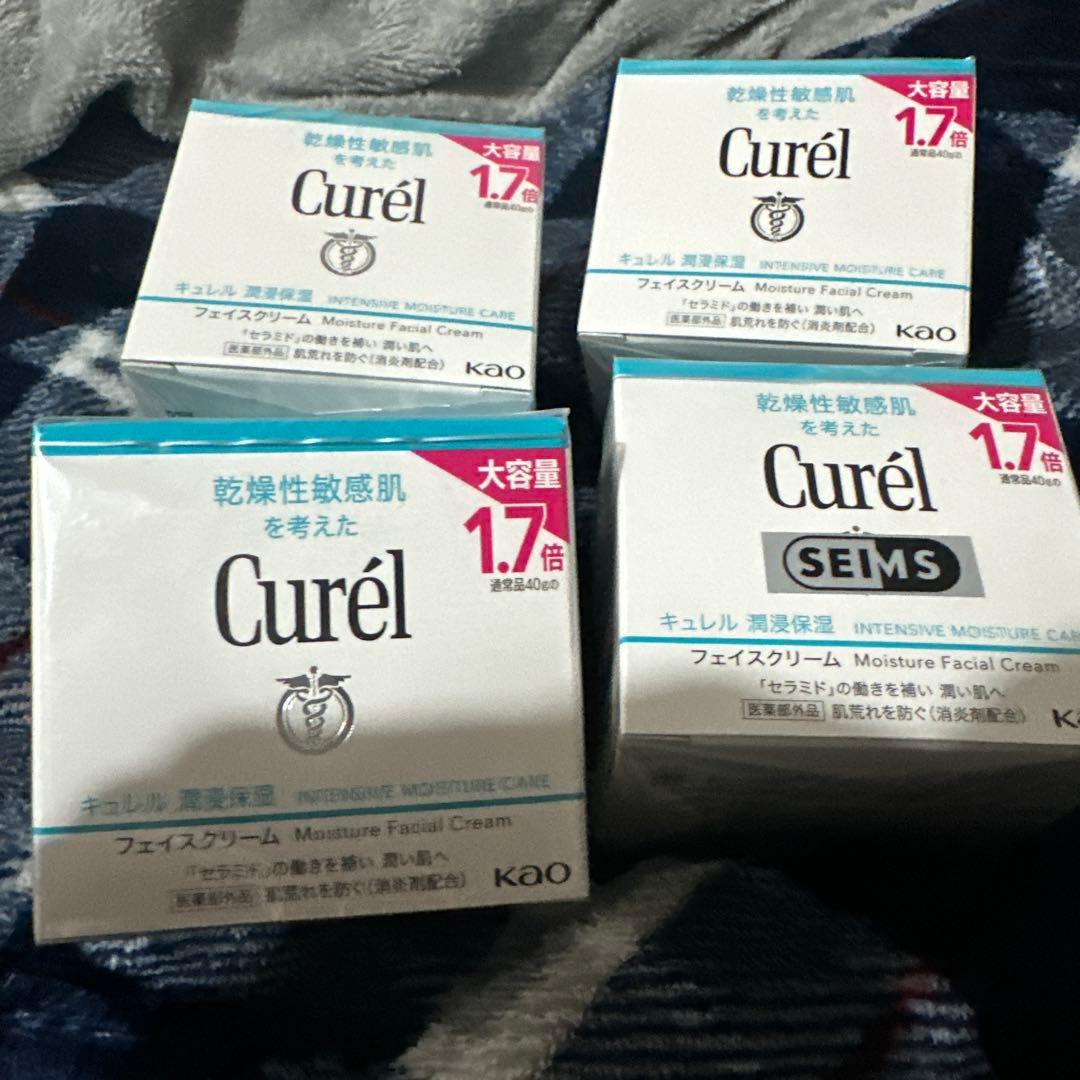 乾燥性敏感肌
を考えた
Curél
大容量
1.7倍
通常品40gの
キュレル 潤浸保湿 INTENSIVE MOISTURE CARE
フェイスクリーム Moisture Facial Cream
「セラミド」の働きを補い 潤い肌へ
医薬部外品 肌荒れを防ぐ(消炎剤配合)
Kao
乾燥性敏感肌
を考えた
Curél
大容量
1.7倍
通常品40gの
キュレル 潤浸保湿 INTENSIVE MOISTURE CARE
フェイスクリーム Moisture Facial Cream
「セラミド」の働きを補い 潤い肌へ
医薬部外品 肌荒れを防ぐ(消炎剤配合)
Kao
乾燥性敏感肌
を考えた
Curél
大容量
1.7倍
通常品40gの
キュレル 潤浸保湿 INTENSIVE MOISTURE CARE
フェイスクリーム Moisture Facial Cream
「セラミド」の働きを補い 潤い肌へ
医薬部外品 肌荒れを防ぐ(消炎剤配合)
Kao
乾燥性敏感肌
を考えた
Curél
大容量
1.7倍
通常品40gの
SEIMS
キュレル 潤浸保湿 INTENSIVE MOISTURE CAR
フェイスクリーム Moisture Facial Cream
「セラミド」の働きを補い 潤い肌へ
医薬部外品 肌荒れを防ぐ(消炎剤配合)
Ka